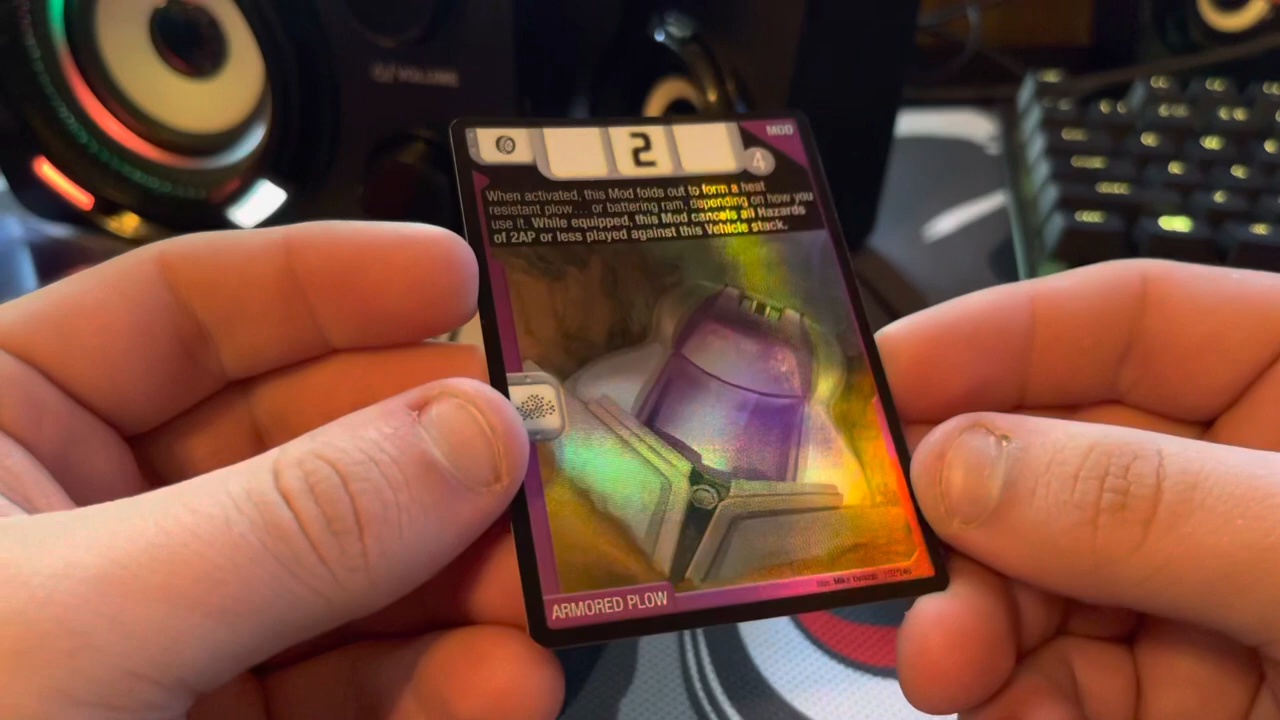 VOLUME
MOD
2
4
When activated, this Mod folds out to form a heat
resistant plow... or battering ram, depending on how you
use it. While equipped, this Mod cancels all Hazards
of 2AP or less played against this Vehicle stack.
ARMORED PLOW